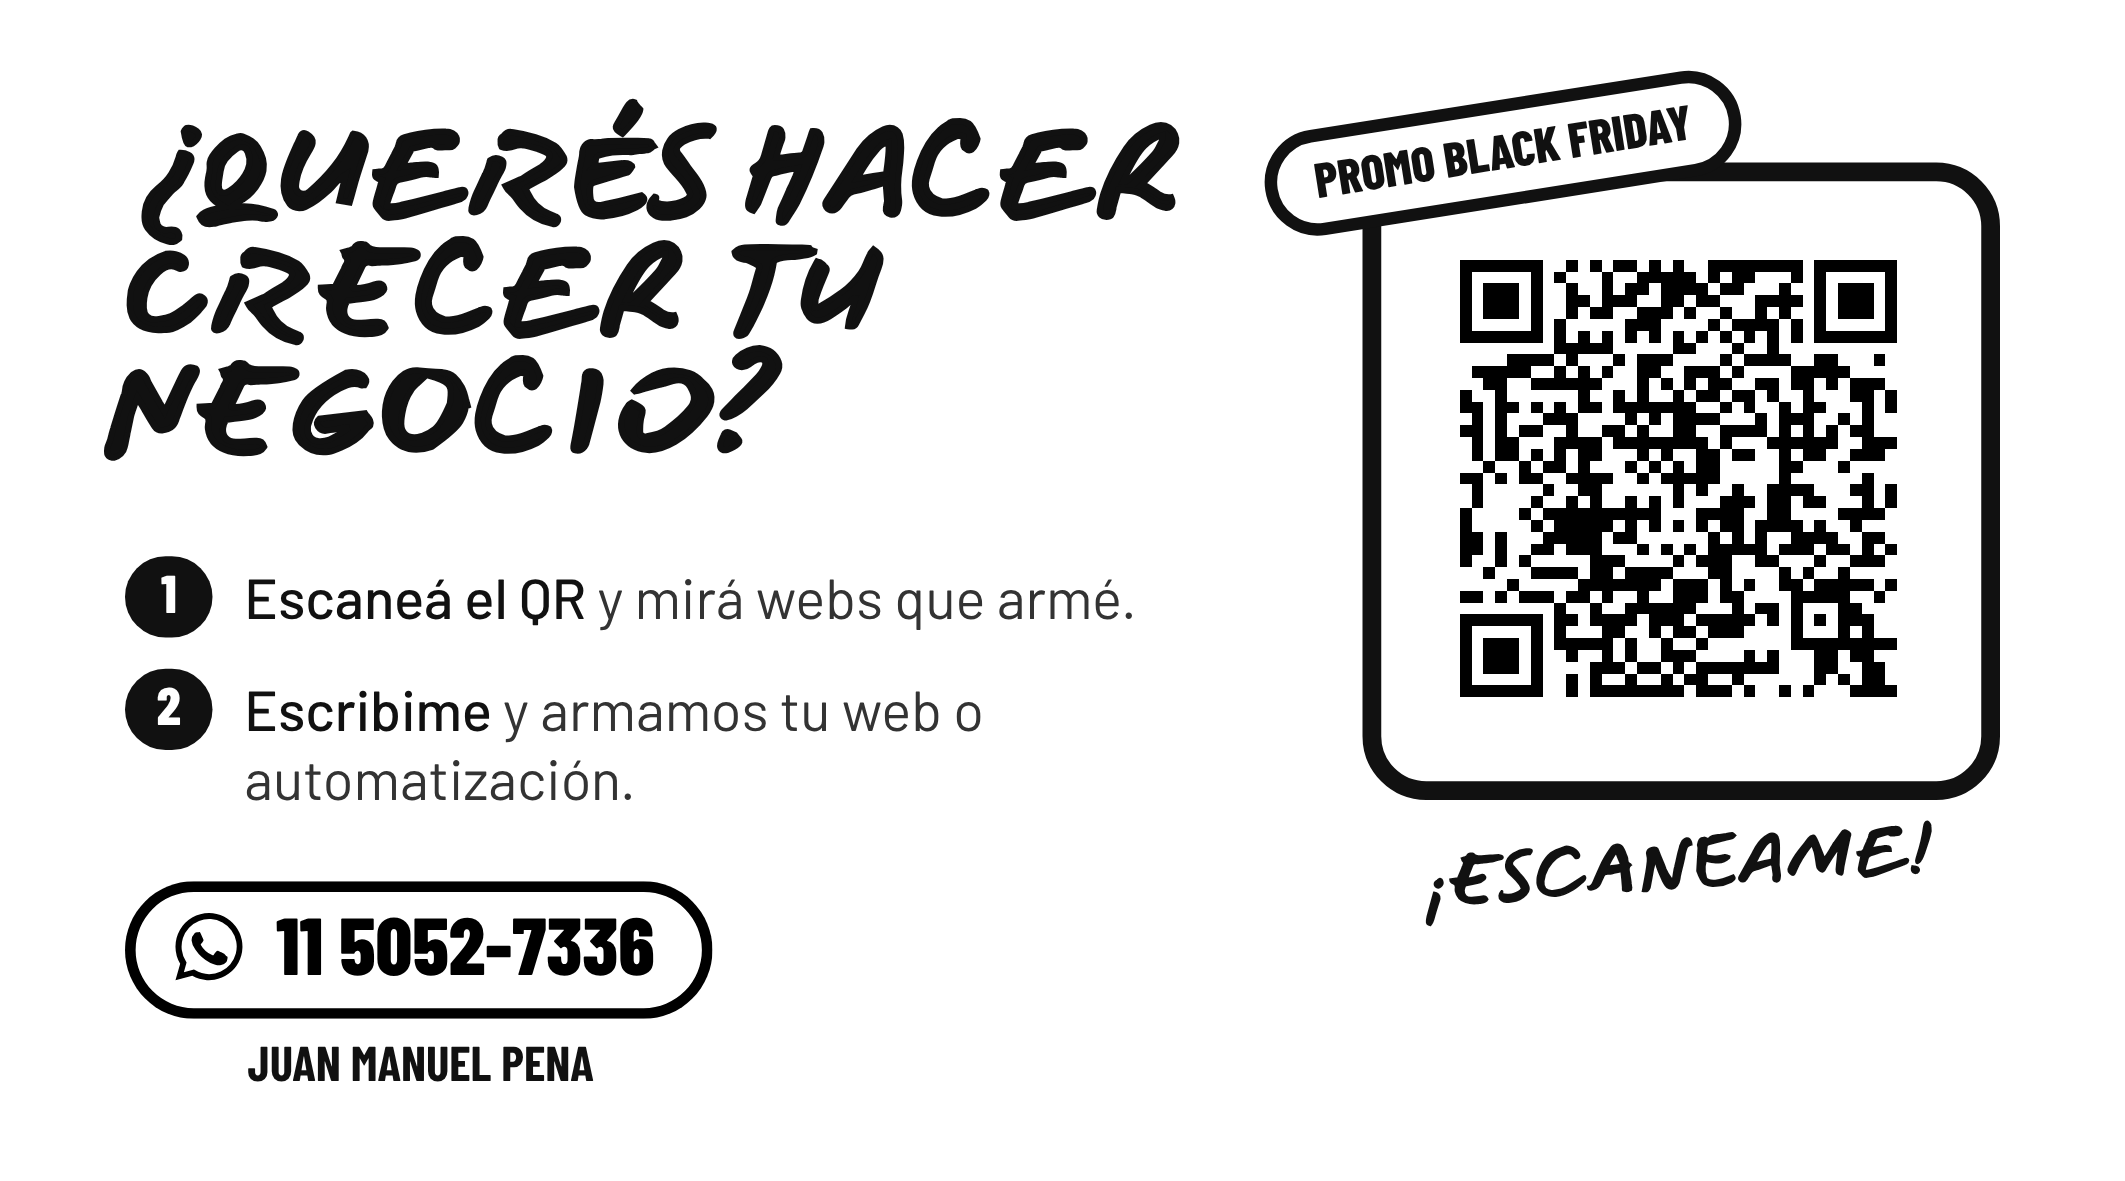 ¿QUERÉS HACER
CRECER TU
NEGOCIO?
1 Escaneá el QR y mirá webs que armé.
2 Escribime y armamos tu web o
automatización.
11 5052-7336
JUAN MANUEL PENA
PROMO BLACK FRIDAY
¡ESCANEAME!